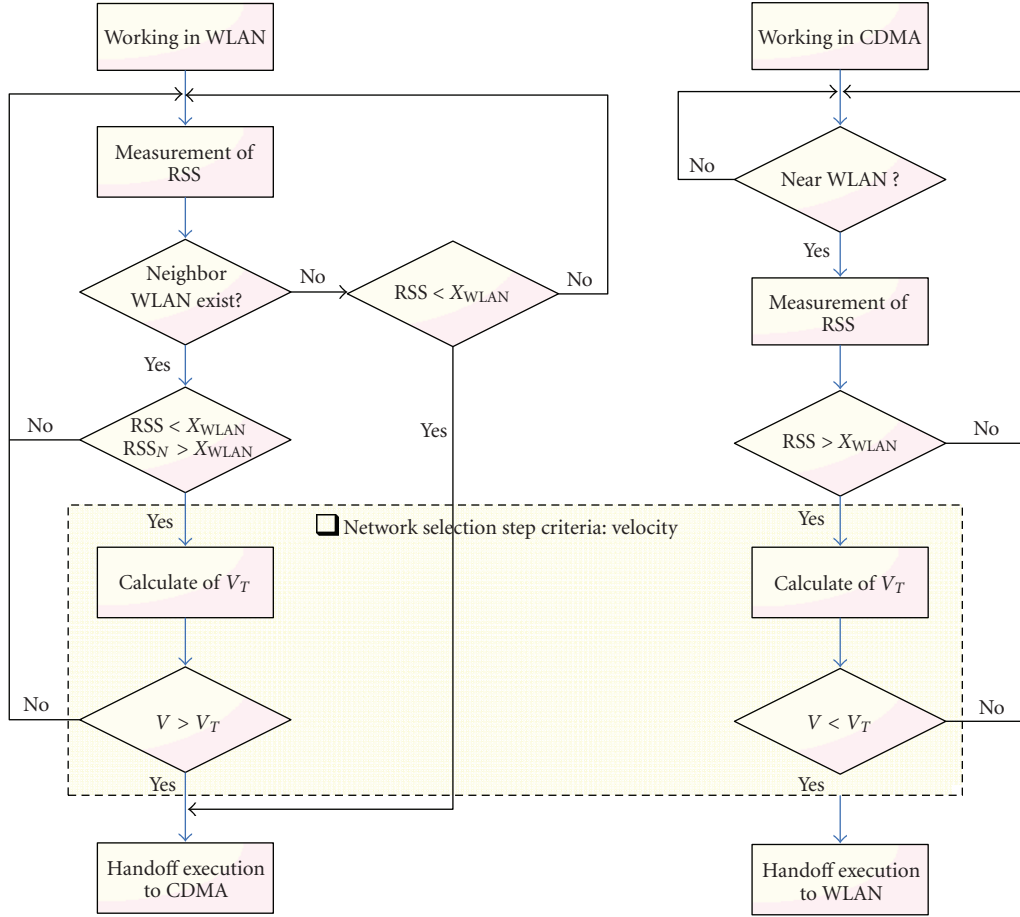 Working in WLAN
Measurement of
RSS
Neighbor
WLAN exist?
No
RSS < X_WLAN
No
Yes
Yes
RSS < X_WLAN
RSS_N > X_WLAN
No
Yes
Network selection step criteria: velocity
Calculate of V_T
V > V_T
No
Yes
Handoff execution
to CDMA
Working in CDMA
Near WLAN ?
No
Yes
Measurement of
RSS
RSS > X_WLAN
No
Yes
Calculate of V_T
V < V_T
No
Yes
Handoff execution
to WLAN